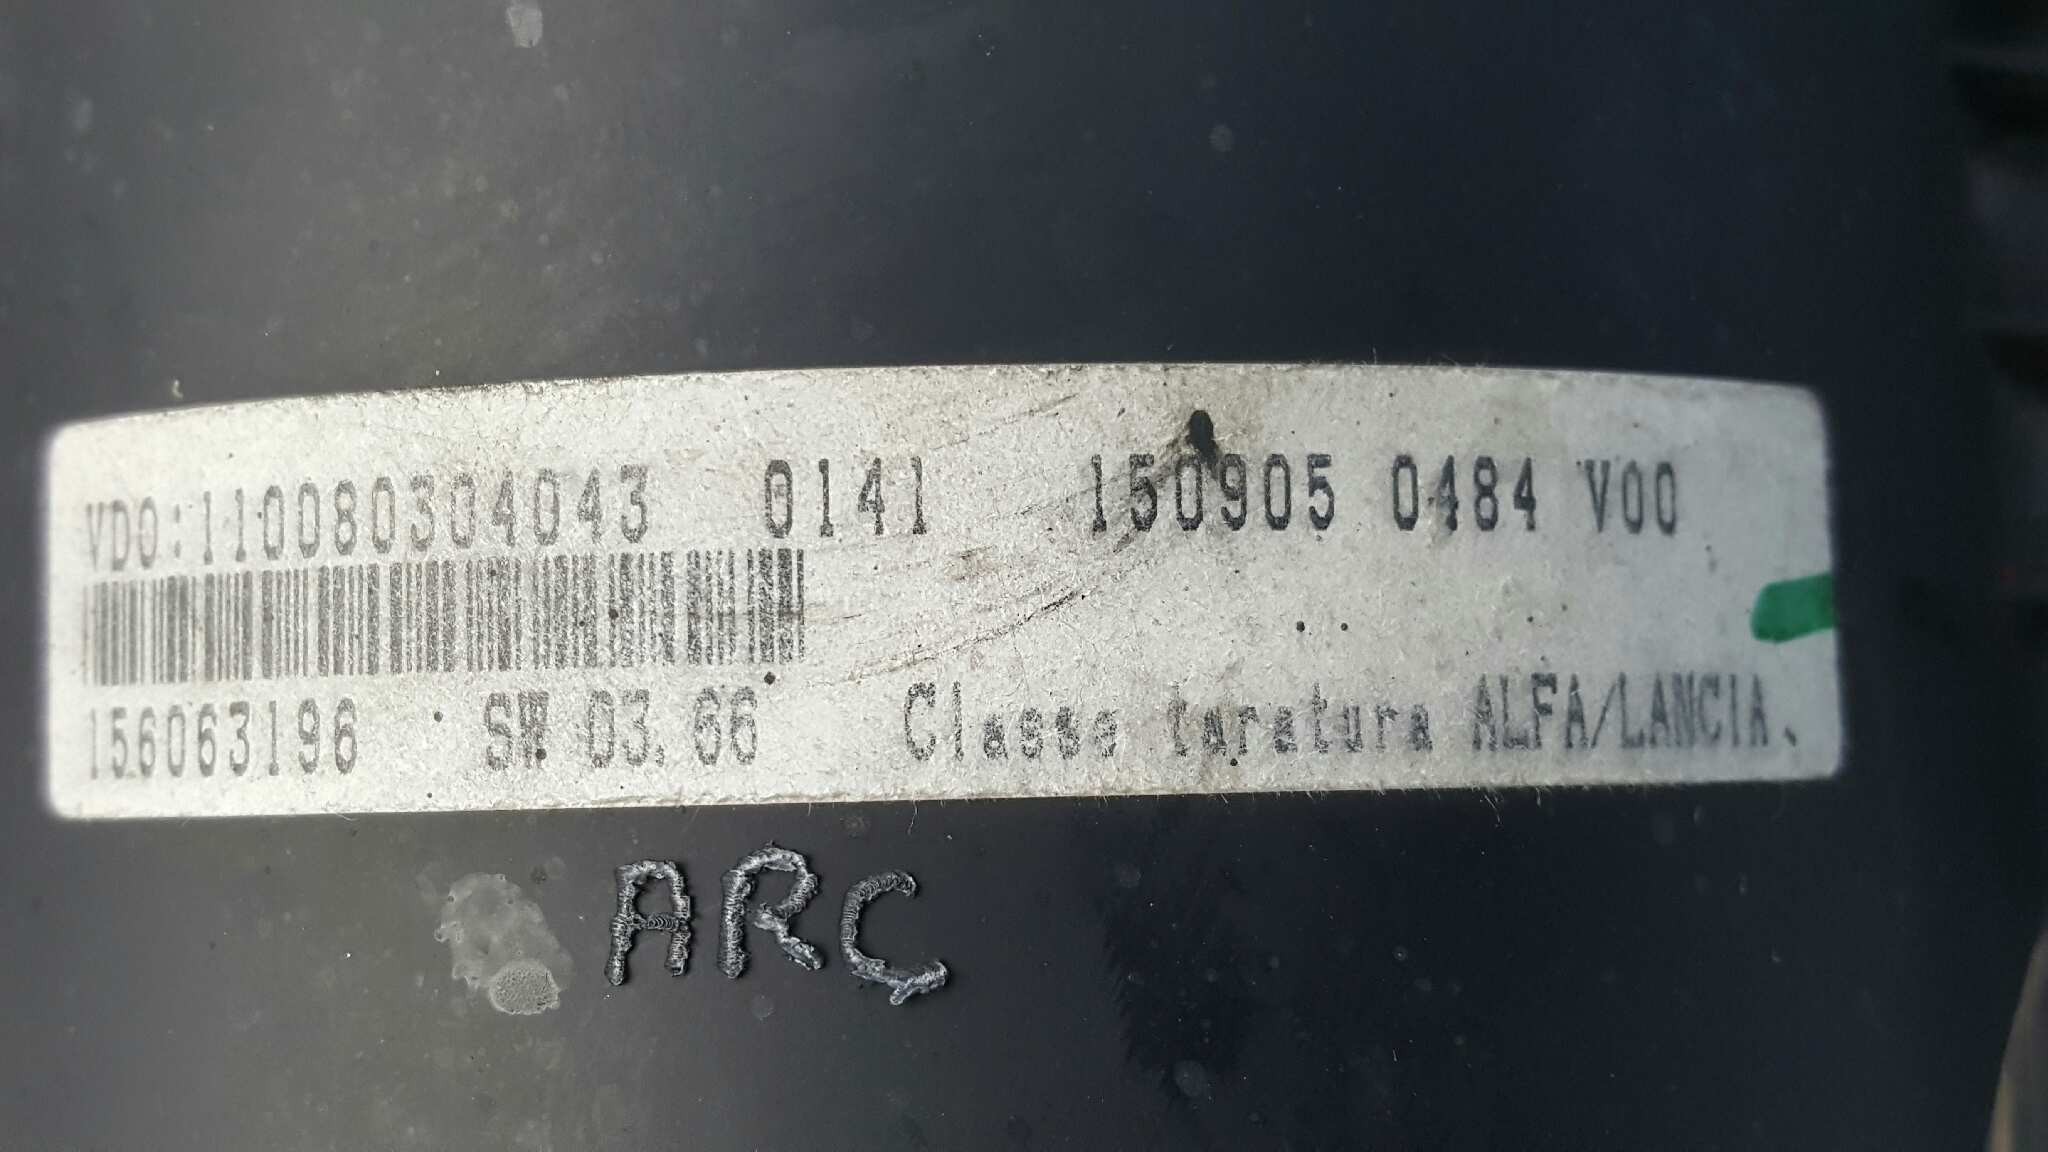 VDO:110080304043 0141 150905 0484 V00
156063196 SW 03.66 Classe taratura ALFA/LANCIA.
ARC